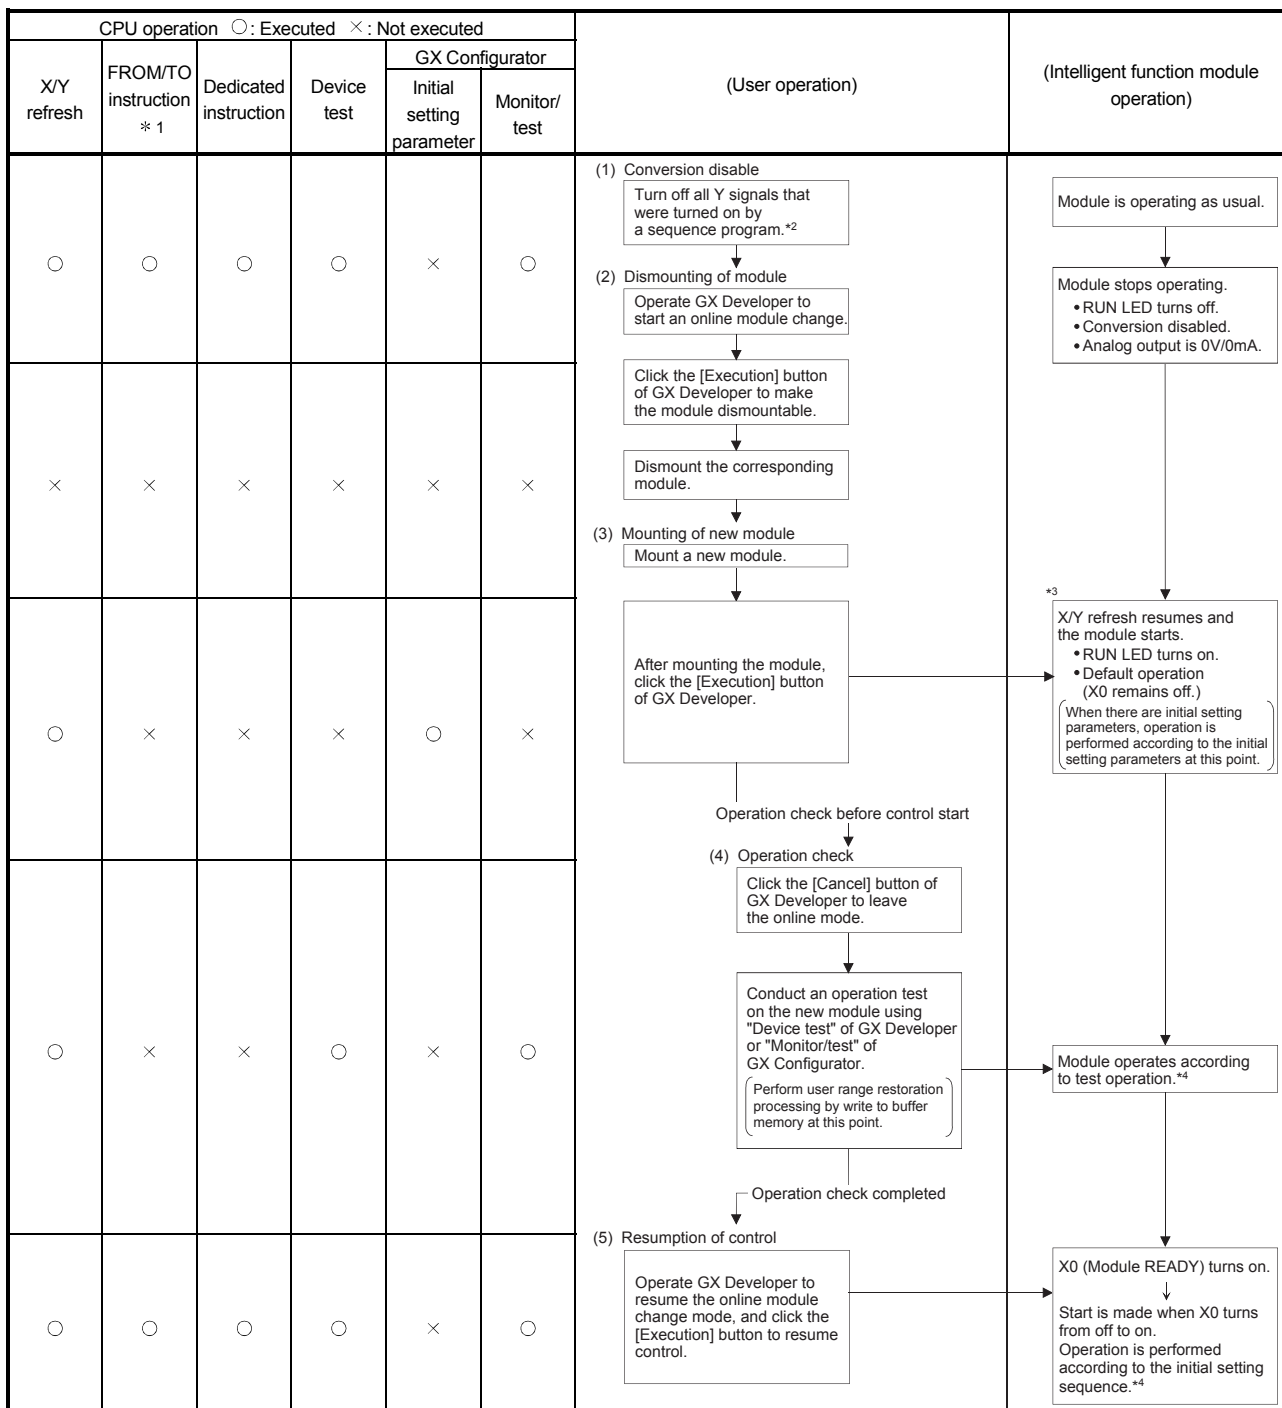 CPU operation ○: Executed ×: Not executed
X/Y
refresh
FROM/TO
instruction
＊1
Dedicated
instruction
Device
test
GX Configurator
Initial
setting
parameter
Monitor/
test
(User operation)
(Intelligent function module
operation)
○ ○ ○ ○ × ○
(1) Conversion disable
Turn off all Y signals that
were turned on by
a sequence program.*2
(2) Dismounting of module
Operate GX Developer to
start an online module change.
Module is operating as usual.
Module stops operating.
•RUN LED turns off.
•Conversion disabled.
•Analog output is 0V/0mA.
× × × × × ×
Click the [Execution] button
of GX Developer to make
the module dismountable.
Dismount the corresponding
module.
(3) Mounting of new module
Mount a new module.
○ × × × ○ ×
After mounting the module,
click the [Execution] button
of GX Developer.
*3
X/Y refresh resumes and
the module starts.
•RUN LED turns on.
•Default operation
(X0 remains off.)
When there are initial setting
parameters, operation is
performed according to the initial
setting parameters at this point.
Operation check before control start
○ × × ○ × ○
(4) Operation check
Click the [Cancel] button of
GX Developer to leave
the online mode.
Conduct an operation test
on the new module using
"Device test" of GX Developer
or "Monitor/test" of
GX Configurator.
Perform user range restoration
processing by write to buffer
memory at this point.
Module operates according
to test operation.*4
Operation check completed
○ ○ ○ ○ × ○
(5) Resumption of control
Operate GX Developer to
resume the online module
change mode, and click the
[Execution] button to resume
control.
X0 (Module READY) turns on.
Start is made when X0 turns
from off to on.
Operation is performed
according to the initial setting
sequence.*4